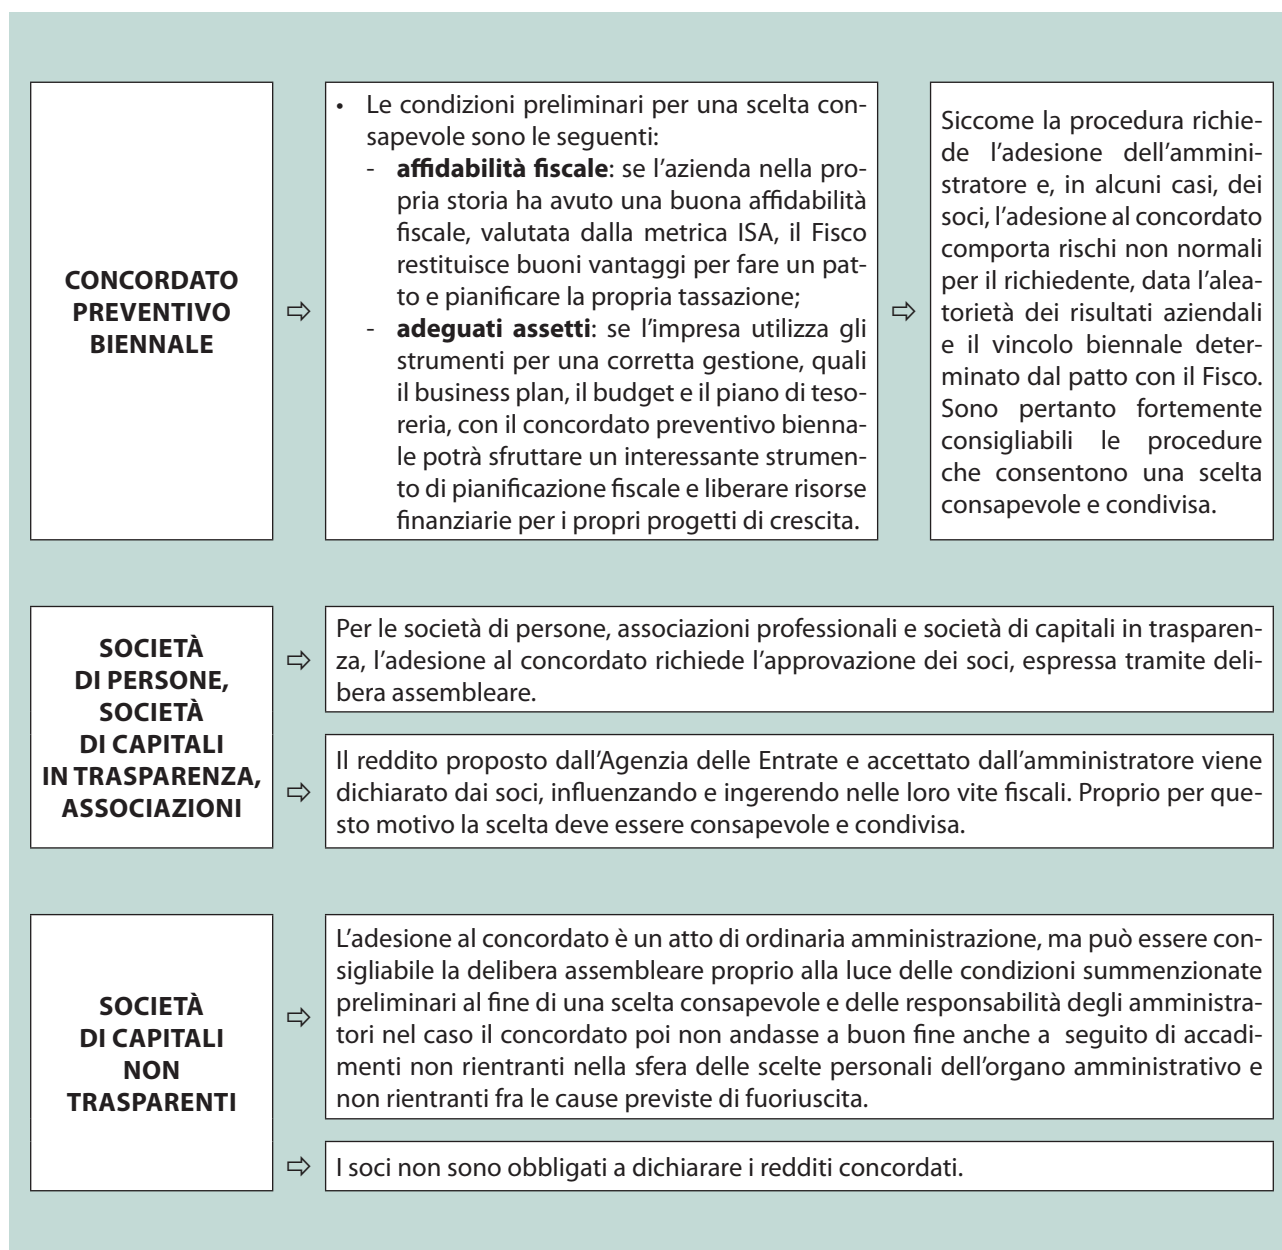 CONCORDATO
PREVENTIVO
BIENNALE
⇨
• Le condizioni preliminari per una scelta con-
sapevole sono le seguenti:
- affidabilità fiscale: se l'azienda nella pro-
pria storia ha avuto una buona affidabilità
fiscale, valutata dalla metrica ISA, il Fisco
restituisce buoni vantaggi per fare un pat-
to e pianificare la propria tassazione;
- adeguati assetti: se l'impresa utilizza gli
strumenti per una corretta gestione, quali
il business plan, il budget e il piano di teso-
reria, con il concordato preventivo bienna-
le potrà sfruttare un interessante strumen-
to di pianificazione fiscale e liberare risorse
finanziarie per i propri progetti di crescita.
⇨
Siccome la procedura richie-
de l'adesione dell'ammini-
stratore e, in alcuni casi, dei
soci, l'adesione al concordato
comporta rischi non normali
per il richiedente, data l'alea-
torietà dei risultati aziendali
e il vincolo biennale deter-
minato dal patto con il Fisco.
Sono pertanto fortemente
consigliabili le procedure
che consentono una scelta
consapevole e condivisa.
SOCIETÀ
DI PERSONE,
SOCIETÀ
DI CAPITALI
IN TRASPARENZA,
ASSOCIAZIONI
⇨
Per le società di persone, associazioni professionali e società di capitali in trasparen-
za, l'adesione al concordato richiede l'approvazione dei soci, espressa tramite deli-
bera assembleare.
⇨
Il reddito proposto dall'Agenzia delle Entrate e accettato dall'amministratore viene
dichiarato dai soci, influenzando e ingerendo nelle loro vite fiscali. Proprio per que-
sto motivo la scelta deve essere consapevole e condivisa.
SOCIETÀ
DI CAPITALI
NON
TRASPARENTI
⇨
L'adesione al concordato è un atto di ordinaria amministrazione, ma può essere con-
sigliabile la delibera assembleare proprio alla luce delle condizioni summenzionate
preliminari al fine di una scelta consapevole e delle responsabilità degli amministra-
tori nel caso il concordato poi non andasse a buon fine anche a seguito di accadi-
menti non rientranti nella sfera delle scelte personali dell'organo amministrativo e
non rientranti fra le cause previste di fuoriuscita.
⇨
I soci non sono obbligati a dichiarare i redditi concordati.